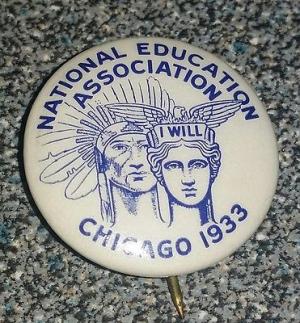 NATIONAL EDUCATION
ASSOCIATION
I WILL
CHICAGO 1933